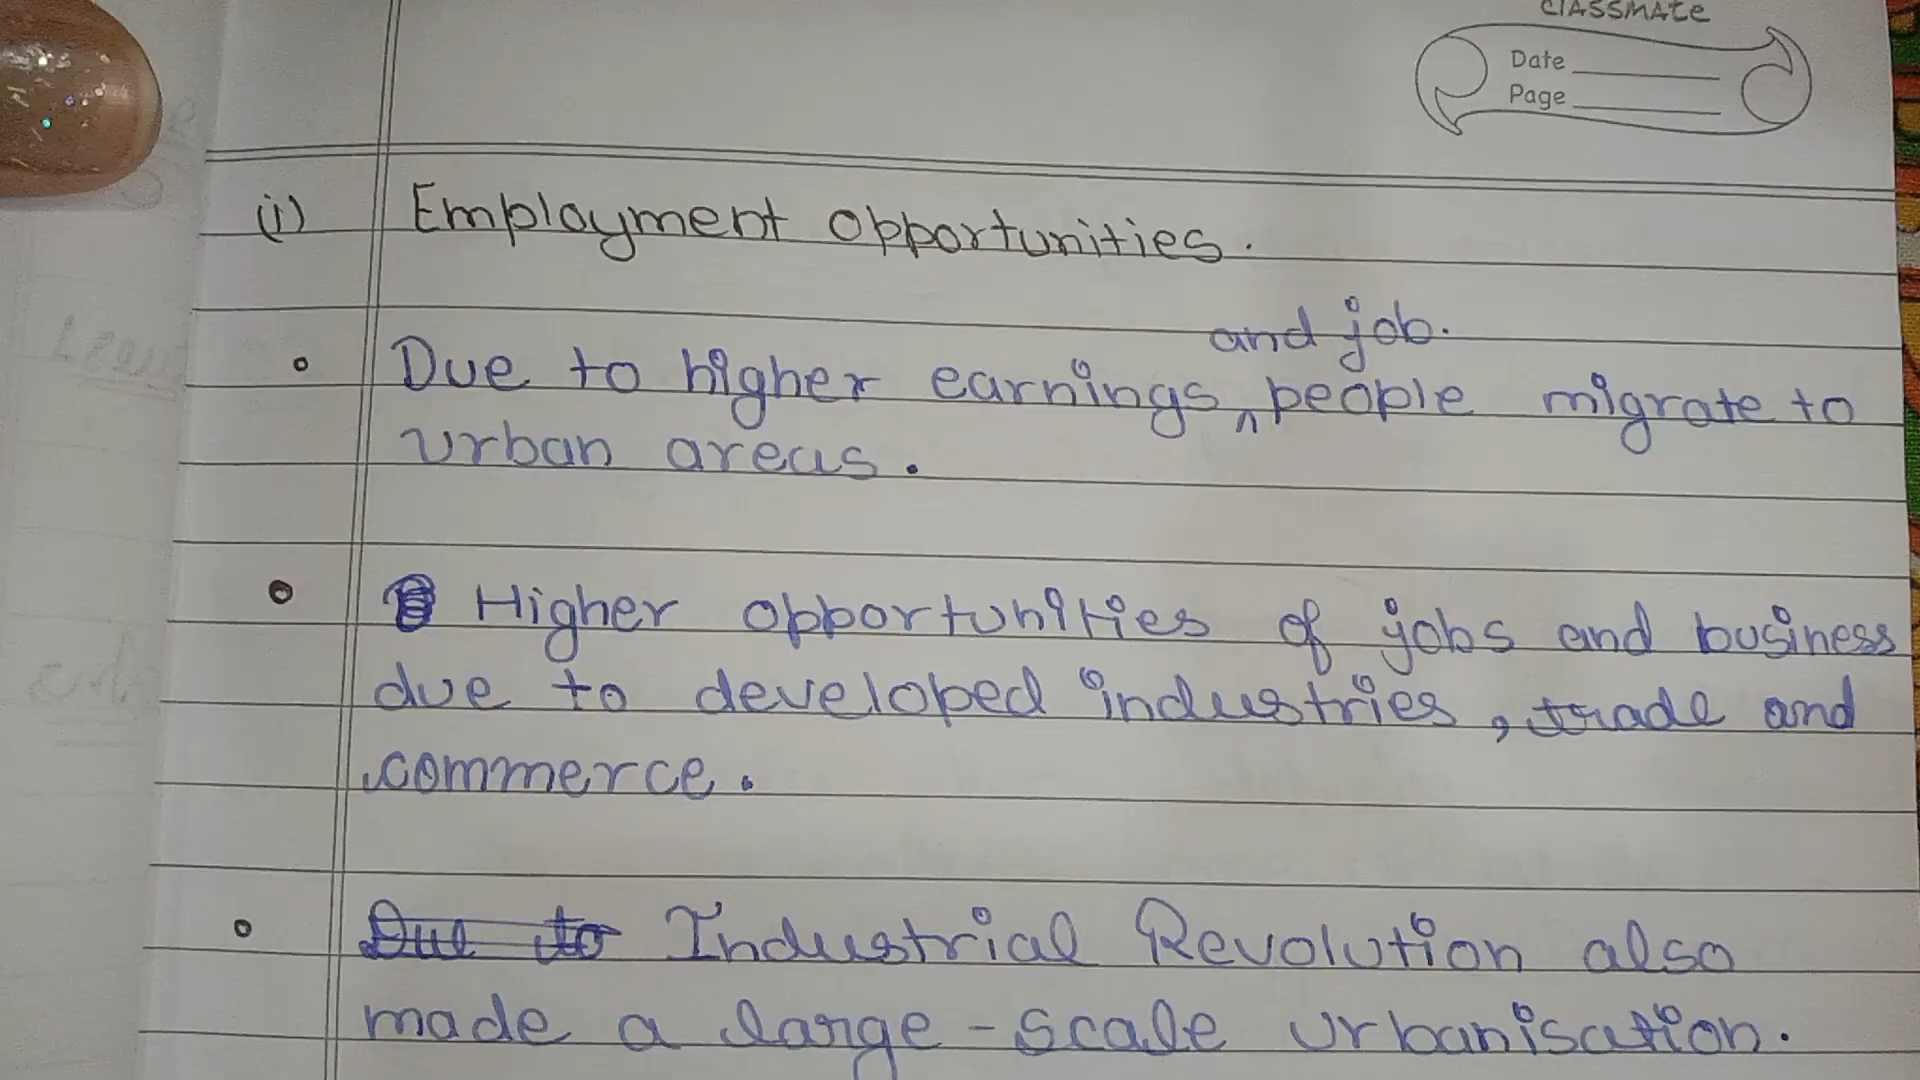 CLASSMATE
Date
Page
(i) Employment opportunities.
and job.
Due to higher earnings ^ people migrate to
urban areas.
Higher opportunities of jobs and business
due to developed industries, trade and
commerce.
Due to Industrial Revolution also
made a large-scale urbanisation.